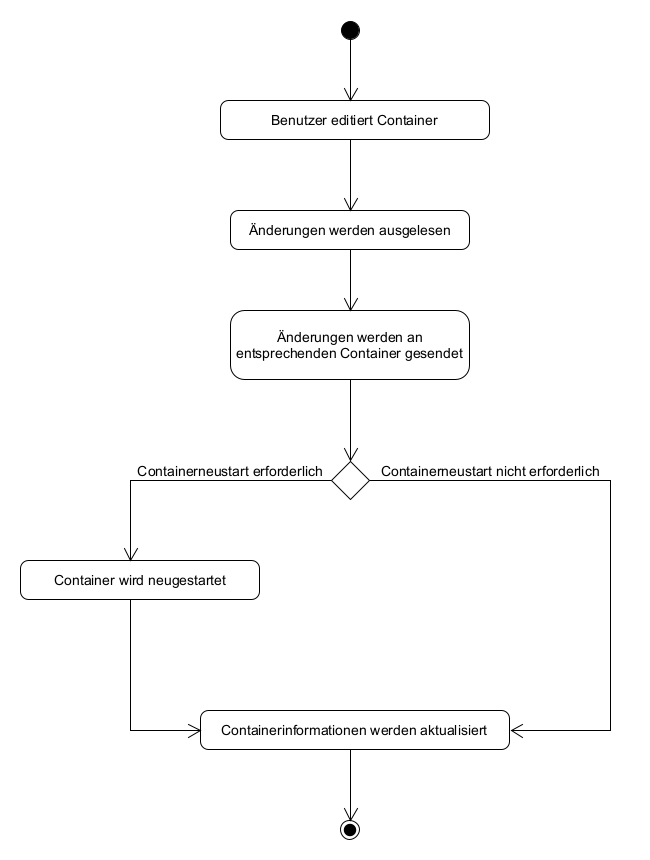 Benutzer editiert Container
Änderungen werden ausgelesen
Änderungen werden an
entsprechenden Container gesendet
Containerneustart erforderlich
Containerneustart nicht erforderlich
Container wird neugestartet
Containerinformationen werden aktualisiert